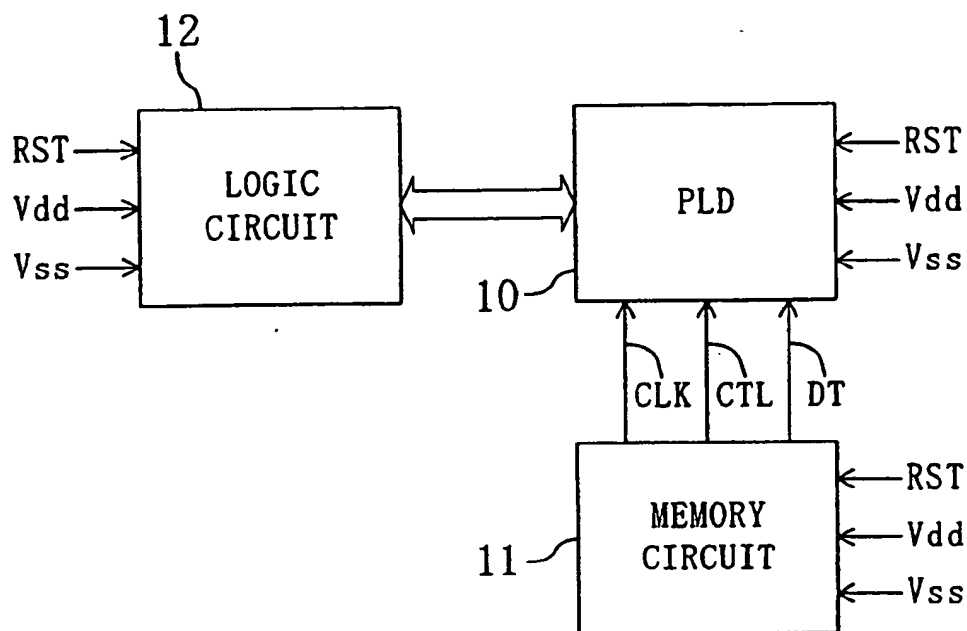 12
RST
Vdd
Vss
LOGIC
CIRCUIT
PLD
RST
Vdd
Vss
10
CLK
CTL
DT
11
MEMORY
CIRCUIT
RST
Vdd
Vss